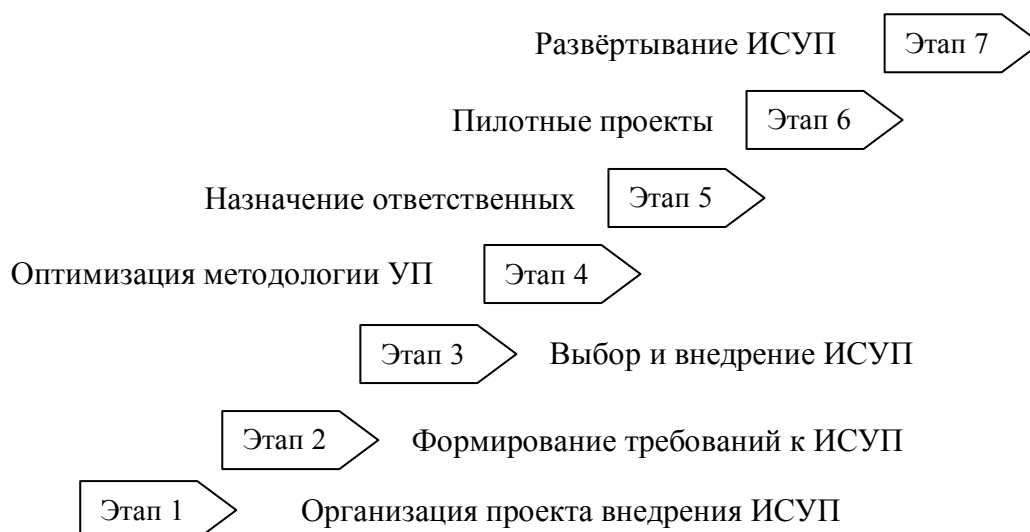 Развёртывание ИСУП Этап 7
Пилотные проекты Этап 6
Назначение ответственных Этап 5
Оптимизация методологии УП Этап 4
Этап 3 Выбор и внедрение ИСУП
Этап 2 Формирование требований к ИСУП
Этап 1 Организация проекта внедрения ИСУП